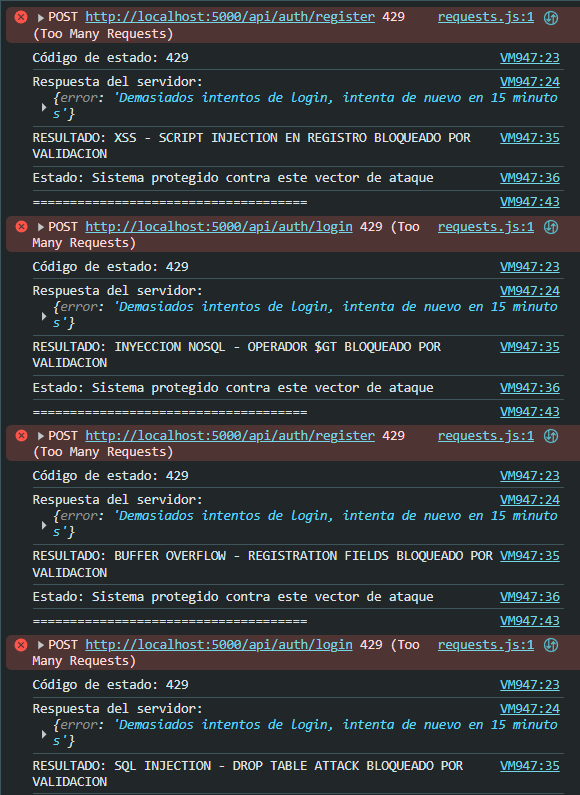 POST http://localhost:5000/api/auth/register 429 requests.js:1
(Too Many Requests)
Código de estado: 429 VM947:23
Respuesta del servidor: VM947:24
{error: 'Demasiados intentos de login, intenta de nuevo en 15 minuto
s'}
RESULTADO: XSS - SCRIPT INJECTION EN REGISTRO BLOQUEADO POR VM947:35
VALIDACION
Estado: Sistema protegido contra este vector de ataque VM947:36
===================================== VM947:43
POST http://localhost:5000/api/auth/login 429 (Too requests.js:1
Many Requests)
Código de estado: 429 VM947:23
Respuesta del servidor: VM947:24
{error: 'Demasiados intentos de login, intenta de nuevo en 15 minuto
s'}
RESULTADO: INYECCION NOSQL - OPERADOR $GT BLOQUEADO POR VM947:35
VALIDACION
Estado: Sistema protegido contra este vector de ataque VM947:36
===================================== VM947:43
POST http://localhost:5000/api/auth/register 429 requests.js:1
(Too Many Requests)
Código de estado: 429 VM947:23
Respuesta del servidor: VM947:24
{error: 'Demasiados intentos de login, intenta de nuevo en 15 minuto
s'}
RESULTADO: BUFFER OVERFLOW - REGISTRATION FIELDS BLOQUEADO POR VM947:35
VALIDACION
Estado: Sistema protegido contra este vector de ataque VM947:36
===================================== VM947:43
POST http://localhost:5000/api/auth/login 429 (Too requests.js:1
Many Requests)
Código de estado: 429 VM947:23
Respuesta del servidor: VM947:24
{error: 'Demasiados intentos de login, intenta de nuevo en 15 minuto
s'}
RESULTADO: SQL INJECTION - DROP TABLE ATTACK BLOQUEADO POR VM947:35
VALIDACION